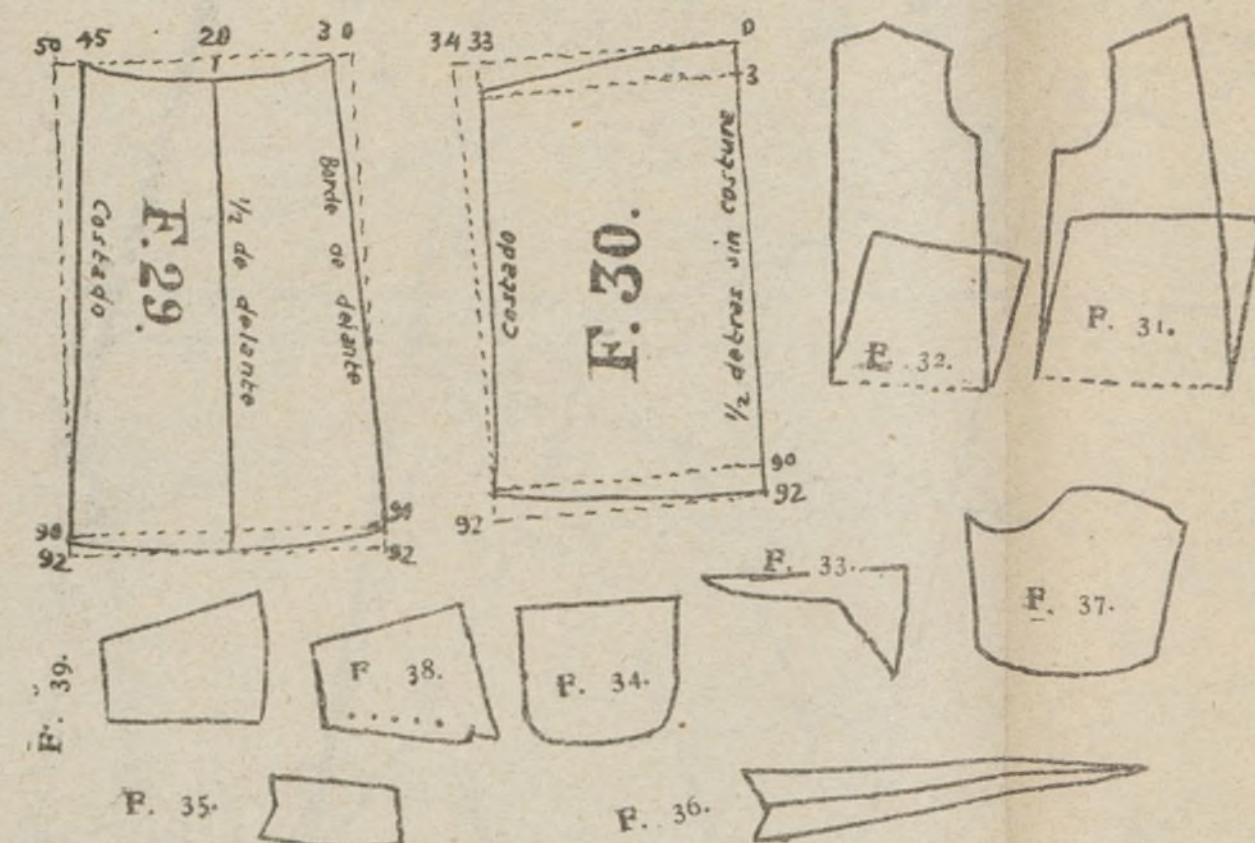 50 45 20 30
Costado
F. 29.
1/2 de delante
Borde de delante
90 90
92 92
34 33 0
3
Costado
F. 30.
1/2 detras sin costure
90
92 92
F. 32.
F. 31.
F. 33.
F. 37.
F. 39.
F 38.
F. 34.
F. 35.
F. 36.